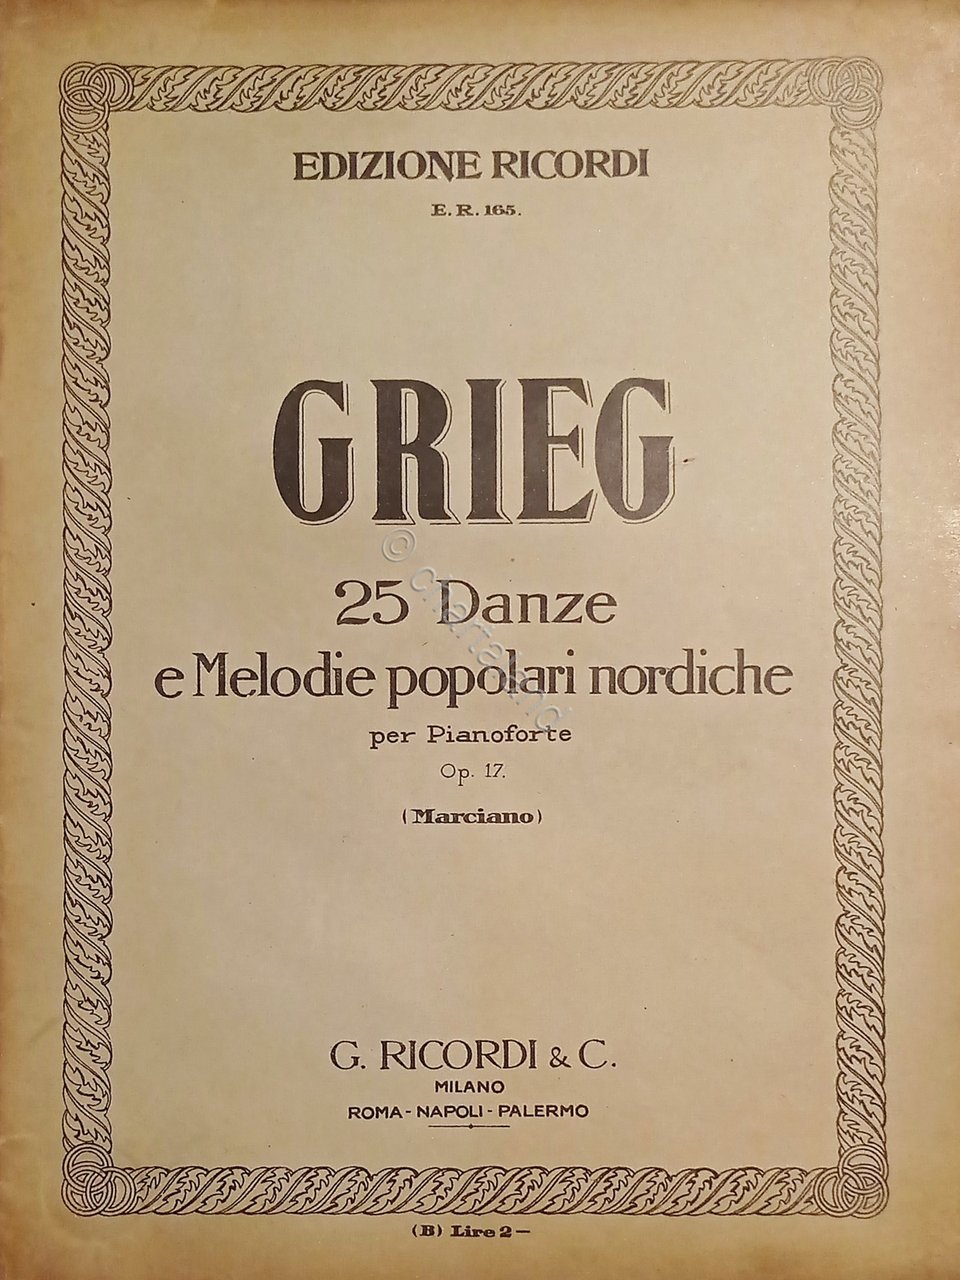 EDIZIONE RICORDI
E. R. 165.
GRIEG
25 Danze
e Melodie popolari nordiche
per Pianoforte
Op. 17.
(Marciano)
© chartaland
G. RICORDI & C.
MILANO
ROMA - NAPOLI - PALERMO
(B) Lire 2 —